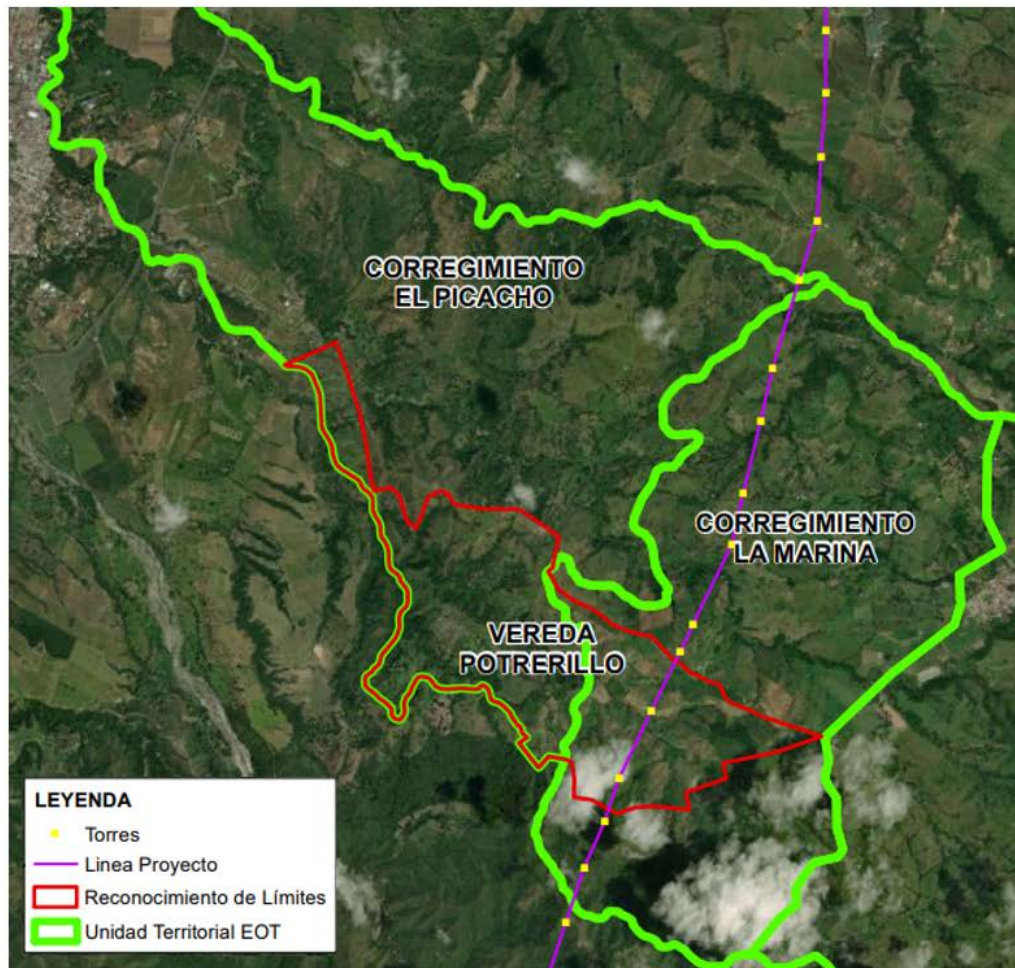 CORREGIMIENTO
EL PICACHO
CORREGIMIENTO
LA MARINA
VEREDA
POTRERILLO
LEYENDA
Torres
Linea Proyecto
Reconocimiento de Límites
Unidad Territorial EOT